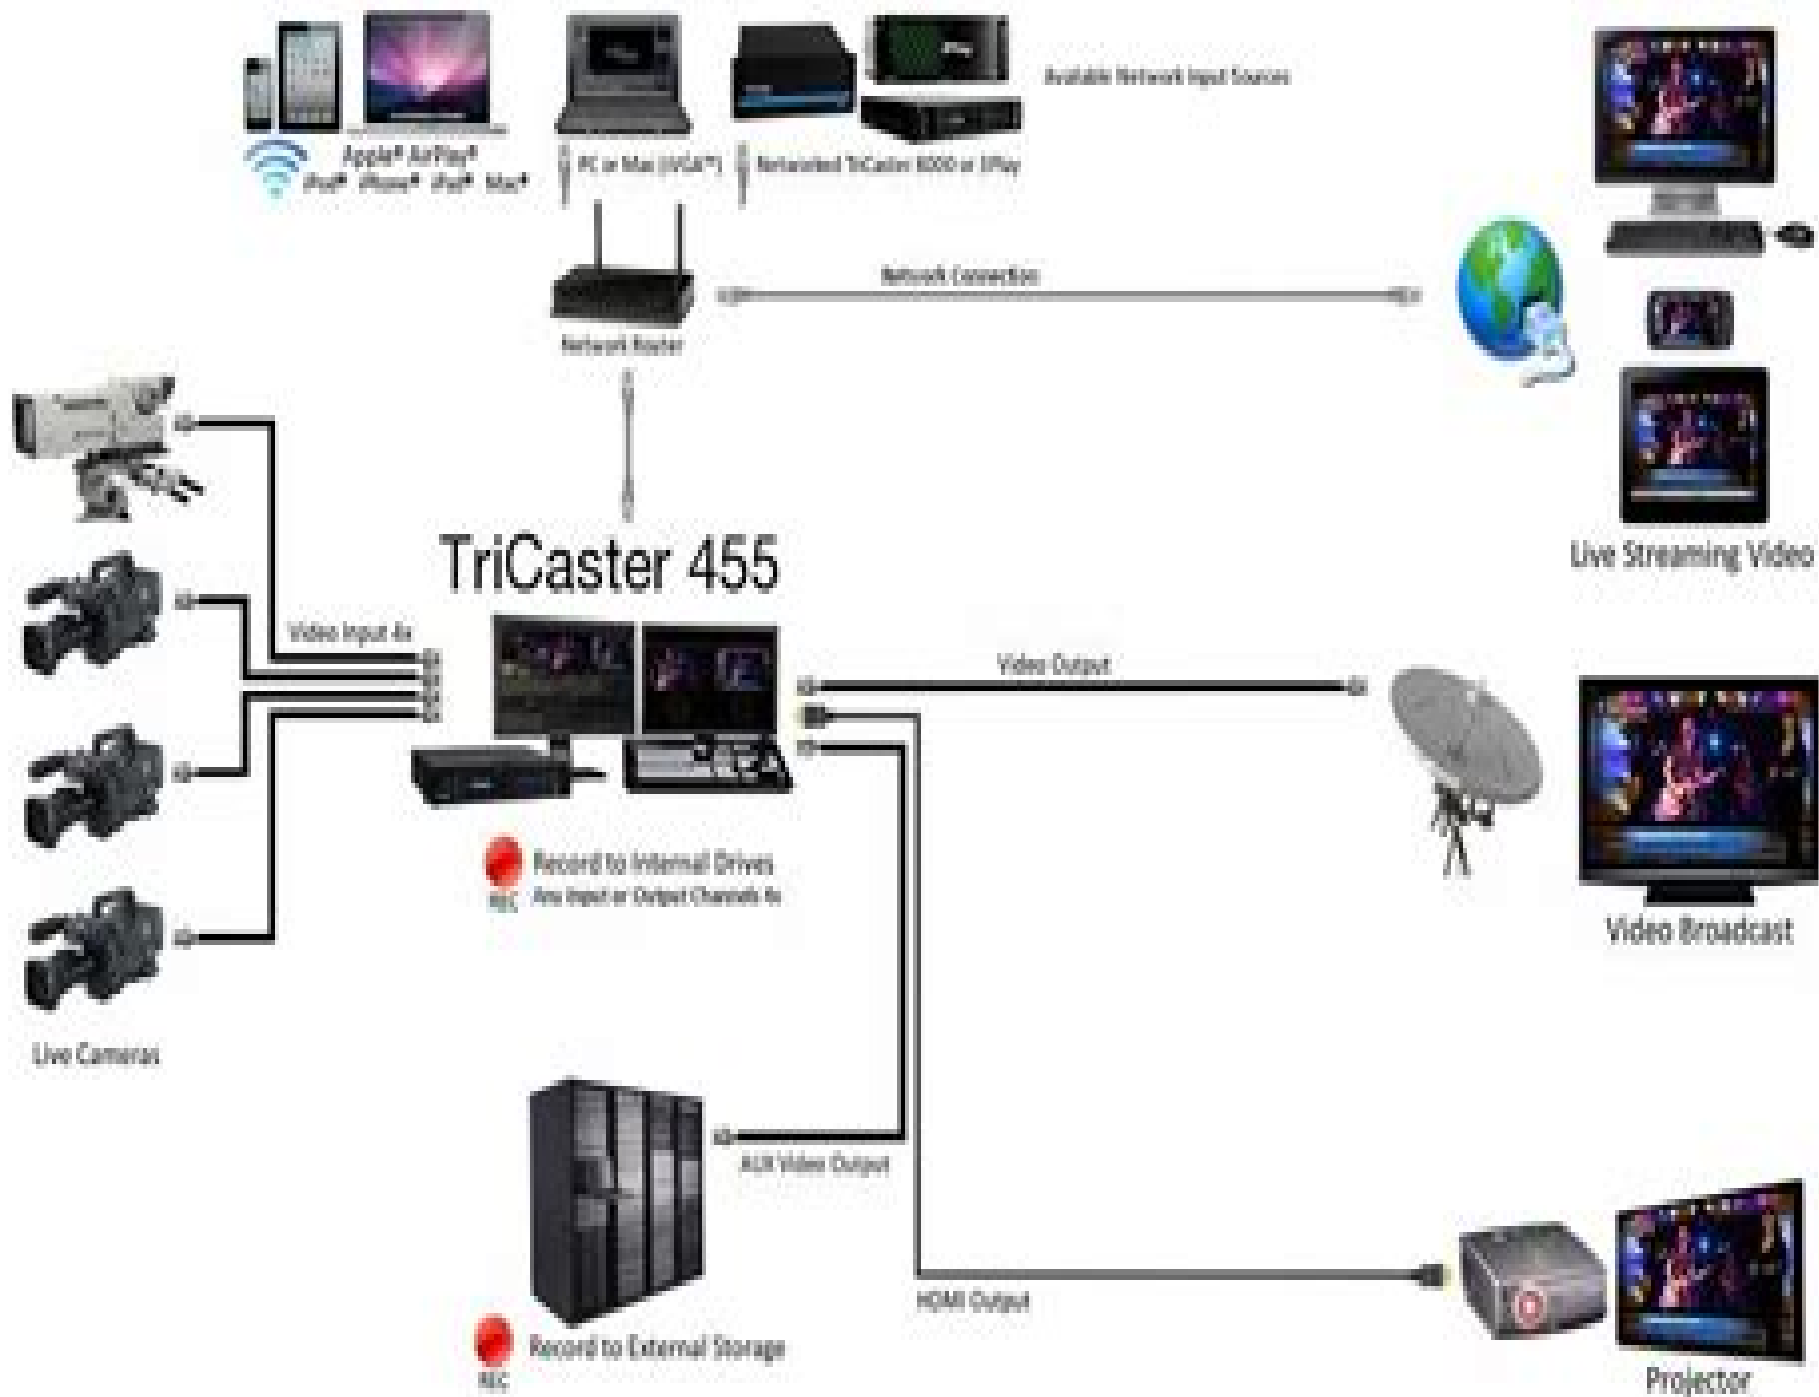 Available Network Input Sources
Apple® AirPlay®
iPod® iPhone® iPad® Mac®
PC or Mac (iVGA™)
Networked TriCaster 8000 or 3Play
Network Connection
Network Router
Live Streaming Video
TriCaster 455
Video Input 4x
Video Output
Record to Internal Drives
REC
Any Input or Output Channels
Video Broadcast
Live Cameras
AUX Video Output
HDMI Output
Record to External Storage
REC
Projector